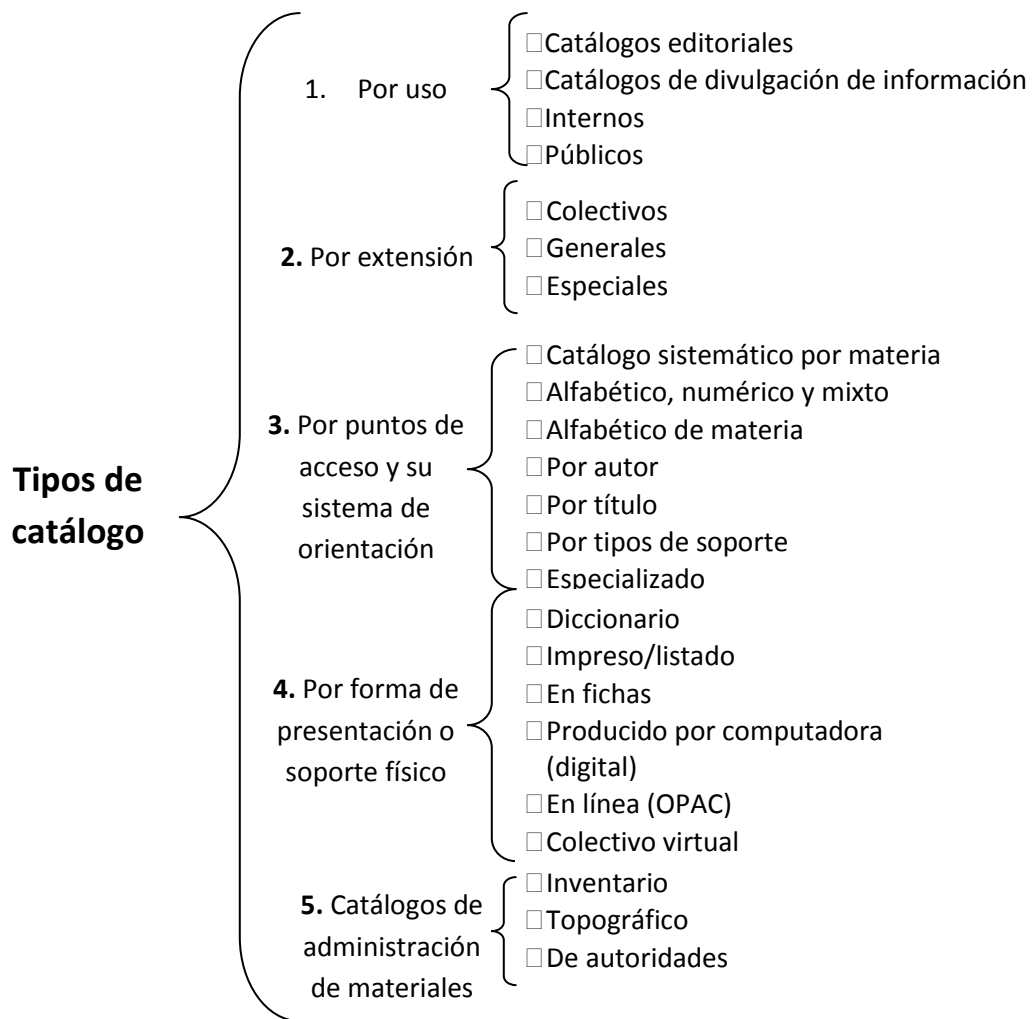 Tipos de
catálogo
1. Por uso
□Catálogos editoriales
□Catálogos de divulgación de información
□Internos
□Públicos
2. Por extensión
□Colectivos
□Generales
□Especiales
3. Por puntos de
acceso y su
sistema de
orientación
□Catálogo sistemático por materia
□Alfabético, numérico y mixto
□Alfabético de materia
□Por autor
□Por título
□Por tipos de soporte
□Especializado
4. Por forma de
presentación o
soporte físico
□Diccionario
□Impreso/listado
□En fichas
□Producido por computadora
(digital)
□En línea (OPAC)
□Colectivo virtual
5. Catálogos de
administración
de materiales
□Inventario
□Topográfico
□De autoridades